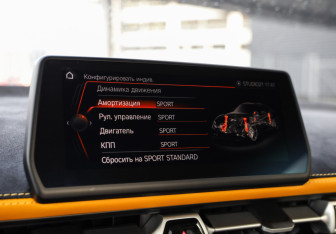 Конфигурировать индив.
Динамика движения
Амортизация SPORT
Рул. управление SPORT
Двигатель SPORT
КПП SPORT
Сбросить на SPORT STANDARD